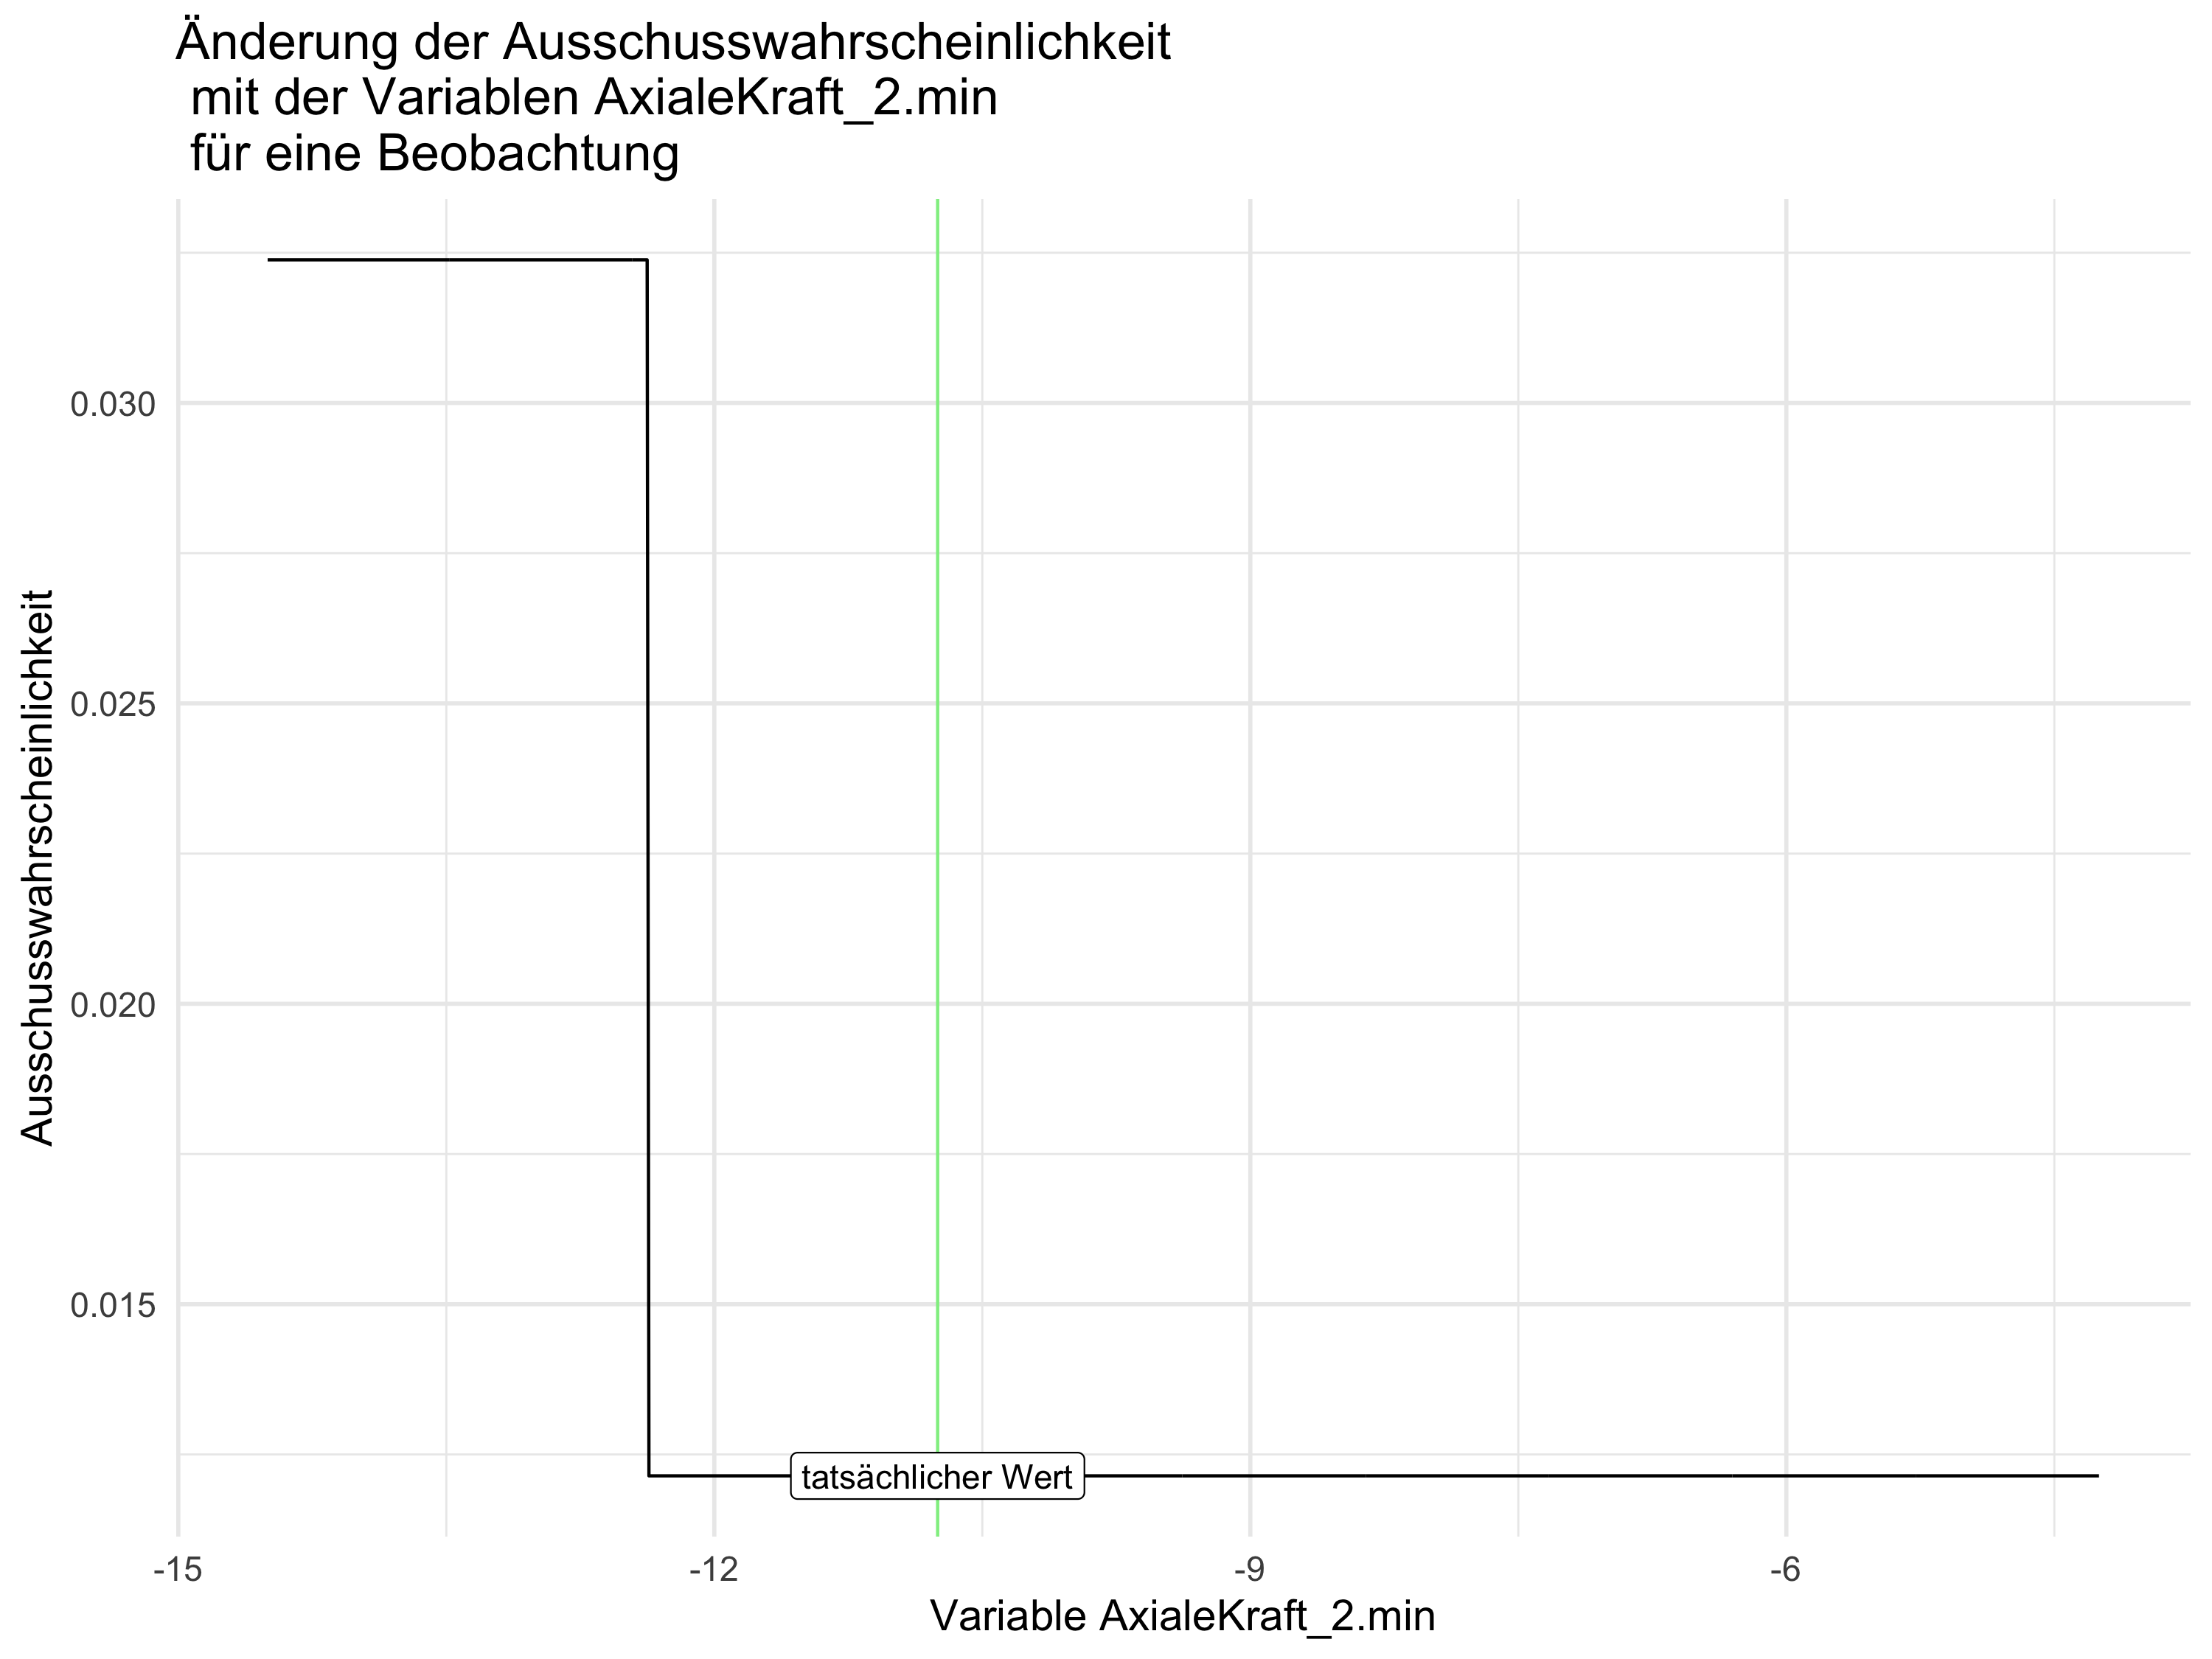 Änderung der Ausschusswahrscheinlichkeit
mit der Variablen AxialeKraft_2.min
für eine Beobachtung
Ausschusswahrscheinlichkeit
0.030
0.025
0.020
0.015
tatsächlicher Wert
-15
-12
-9
-6
Variable AxialeKraft_2.min